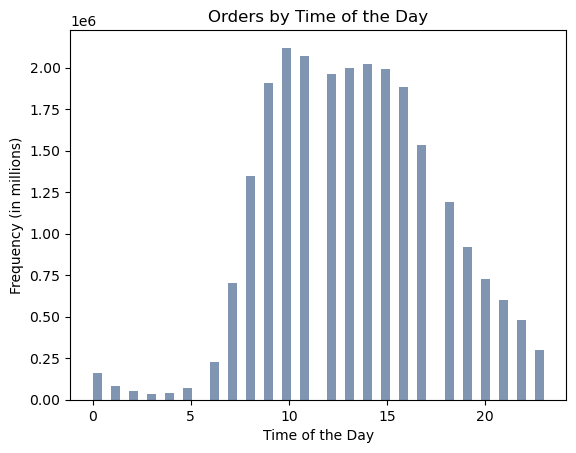 Orders by Time of the Day
1e6
2.00
1.75
1.50
1.25
1.00
0.75
0.50
0.25
0.00
Frequency (in millions)
0 5 10 15 20
Time of the Day